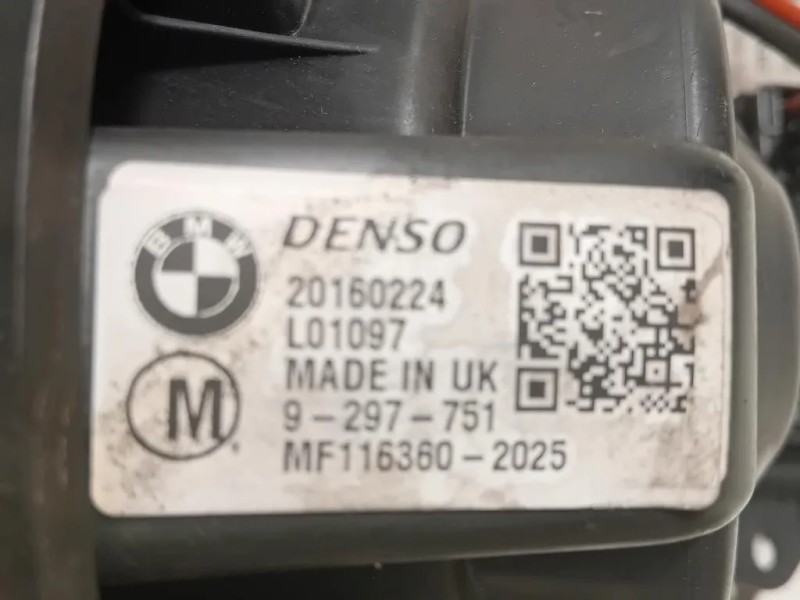 BMW
DENSO
20160224
L01097
MADE IN UK
M
9-297-751
MF116360-2025